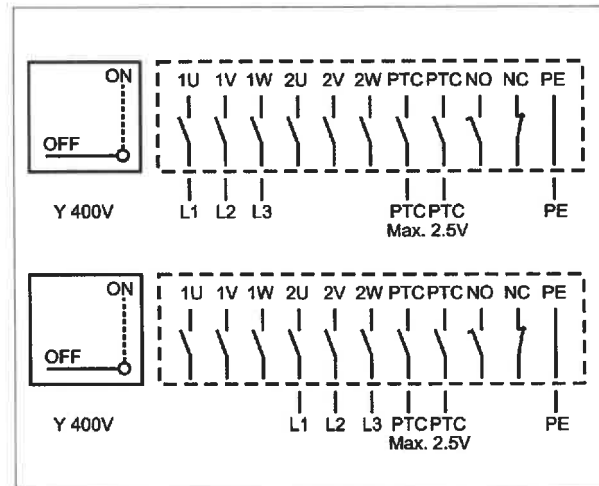 ON 1U 1V 1W 2U 2V 2W PTC PTC NO NC PE
OFF
Y 400V L1 L2 L3 PTC PTC PE
Max. 2.5V
ON 1U 1V 1W 2U 2V 2W PTC PTC NO NC PE
OFF
Y 400V L1 L2 L3 PTC PTC PE
Max. 2.5V